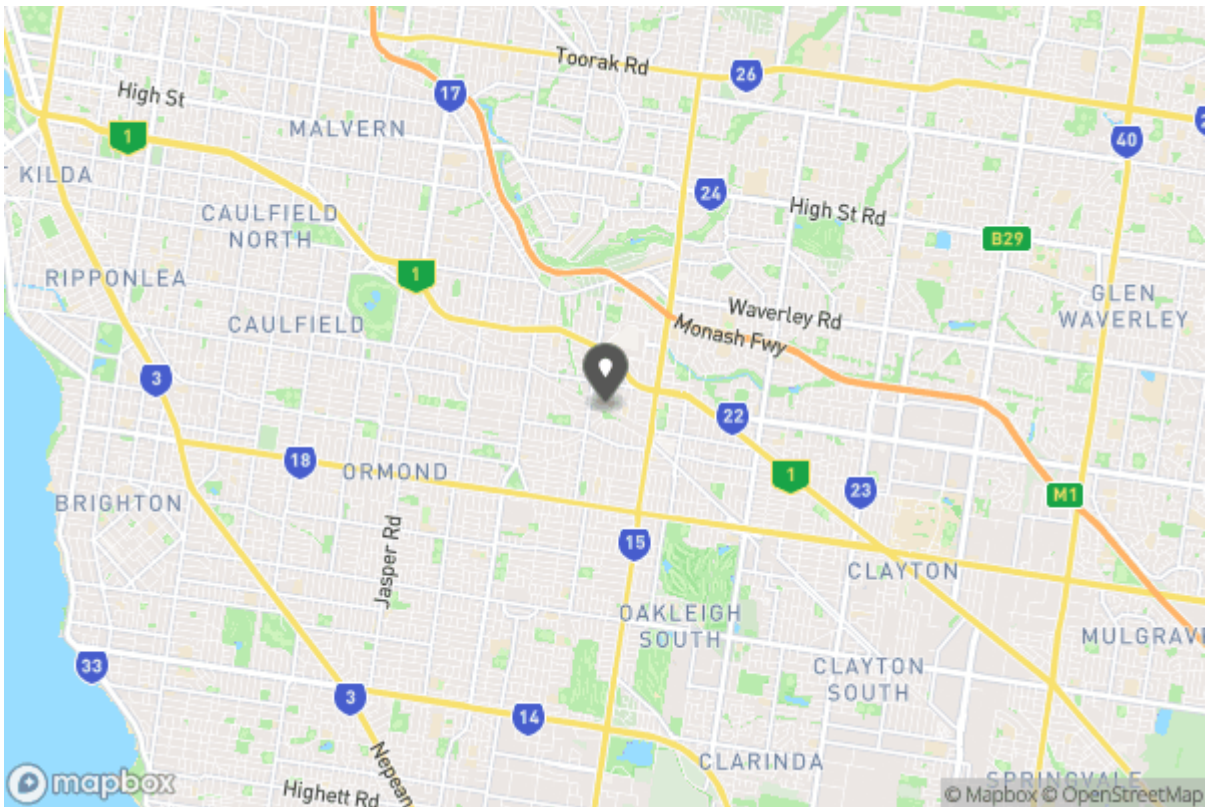 Toorak Rd
26
17
High St
MALVERN
1
40
T KILDA
24
CAULFIELD
NORTH
High St Rd
B29
1
RIPPONLEA
GLEN
WAVERLEY
CAULFIELD
Waverley Rd
Monash Fwy
3
22
18
ORMOND
1
23
M1
BRIGHTON
15
Jasper Rd
CLAYTON
OAKLEIGH
SOUTH
MULGRAVE
33
CLAYTON
SOUTH
3
14
CLARINDA
Nepean
SPRINGVALE
mapbox
Highett Rd
© Mapbox © OpenStreetMap